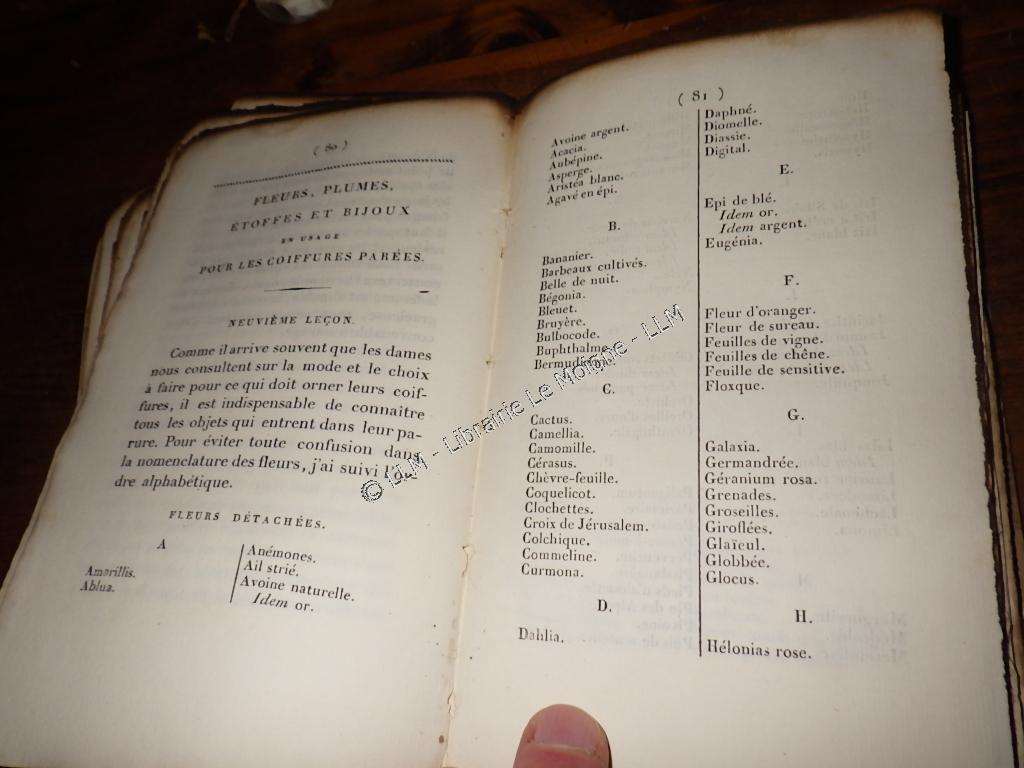 ( 80 )
FLEURS, PLUMES,
ÉTOFFES ET BIJOUX
EN USAGE
POUR LES COIFFURES PARÉES.
NEUVIÈME LEÇON.
Comme il arrive souvent que les dames
nous consultent sur la mode et le choix
à faire pour ce qui doit orner leurs coif-
fures, il est indispensable de connaître
tous les objets qui entrent dans leur pa-
rure. Pour éviter toute confusion dans
la nomenclature des fleurs, j'ai suivi l'or-
dre alphabétique.
FLEURS DÉTACHÉES.
A
Amarillis.
Ablua.
Anémones.
Ail strié.
Avoine naturelle.
Idem or.
( 81 )
Avoine argent.
Acacia.
Aubépine.
Asperge.
Aristéa blanc.
Agavé en épi.
B.
Bananier.
Barbeaux cultivés.
Belle de nuit.
Bégonia.
Bleuet.
Bruyère.
Bulbocode.
Buphthalme.
C.
Cactus.
Camellia.
Camomille.
Cérasus.
Chèvre-feuille.
Coquelicot.
Clochettes.
Croix de Jérusalem.
Colchique.
Commeline.
Curmona.
D.
Dahlia.
Daphné.
Diomelle.
Diassie.
Digital.
E.
Epi de blé.
Idem or.
Idem argent.
Eugénia.
F.
Fleur d'oranger.
Fleur de sureau.
Feuilles de vigne.
Feuilles de chêne.
Feuille de sensitive.
Floxque.
G.
Galaxia.
Germandrée.
Géranium rosa.
Grenades.
Groseilles.
Giroflées.
Glaïeul.
Globbée.
Glocus.
H.
Hélonias rose.
© LLM - Librairie Le Moigne - LLM